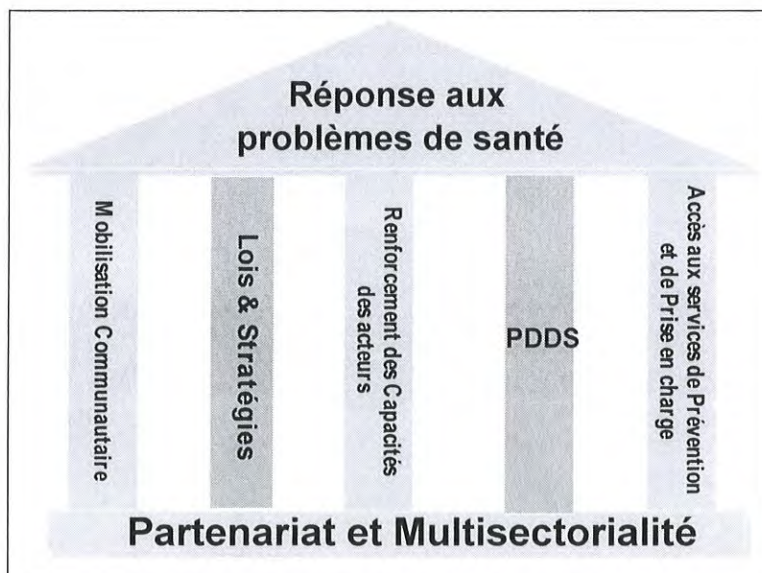 Réponse aux
problèmes de santé
Mobilisation Communautaire
Lois & Stratégies
Renforcement des Capacités
des acteurs
PDDS
Accès aux services de Prévention
et de Prise en charge
Partenariat et Multisectorialité